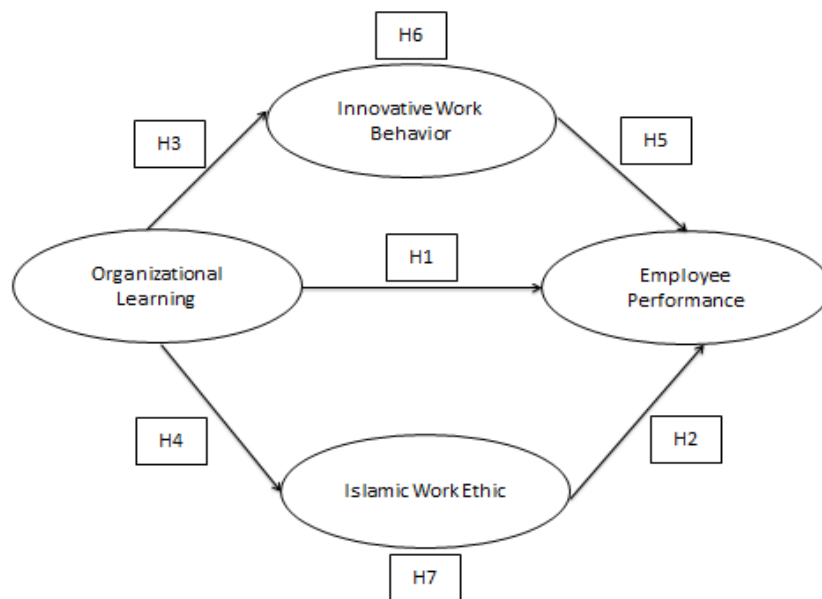 H6
Innovative Work
Behavior
H3
H5
Organizational
Learning
H1
Employee
Performance
H4
H2
Islamic Work Ethic
H7